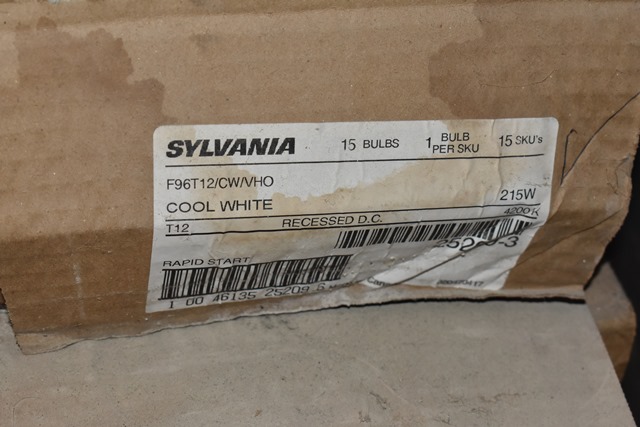 SYLVANIA 15 BULBS 1 BULB PER SKU 15 SKU's
F96T12/CW/VHO
COOL WHITE 215W
T12 RECESSED D.C. 4200K
RAPID START
1 00 46135 25209